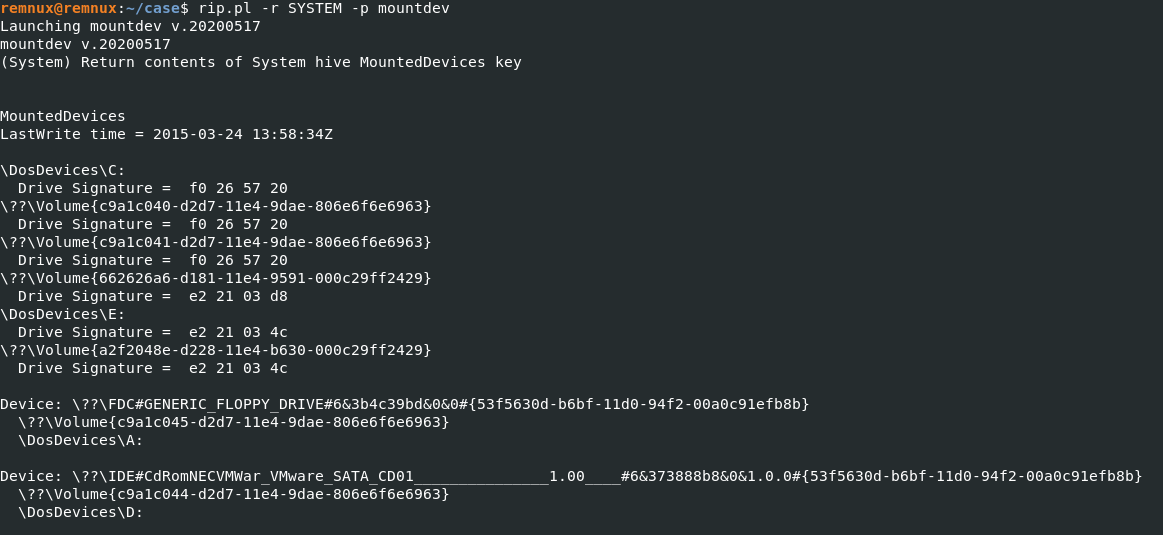 remnux@remnux:~/case$ rip.pl -r SYSTEM -p mountdev
Launching mountdev v.20200517
mountdev v.20200517
(System) Return contents of System hive MountedDevices key
MountedDevices
LastWrite time = 2015-03-24 13:58:34Z
\DosDevices\C:
Drive Signature =  f0 26 57 20
\??\Volume{c9a1c040-d2d7-11e4-9dae-806e6f6e6963}
Drive Signature =  f0 26 57 20
\??\Volume{c9a1c041-d2d7-11e4-9dae-806e6f6e6963}
Drive Signature =  f0 26 57 20
\??\Volume{662626a6-d181-11e4-9591-000c29ff2429}
Drive Signature =  e2 21 03 d8
\DosDevices\E:
Drive Signature =  e2 21 03 4c
\??\Volume{a2f2048e-d228-11e4-b630-000c29ff2429}
Drive Signature =  e2 21 03 4c
Device: \??\FDC#GENERIC_FLOPPY_DRIVE#6&3b4c39bd&0&0#{53f5630d-b6bf-11d0-94f2-00a0c91efb8b}
\??\Volume{c9a1c045-d2d7-11e4-9dae-806e6f6e6963}
\DosDevices\A:
Device: \??\IDE#CdRomNECVMWar_VMware_SATA_CD01_______________1.00____#6&373888b8&0&1.0.0#{53f5630d-b6bf-11d0-94f2-00a0c91efb8b}
\??\Volume{c9a1c044-d2d7-11e4-9dae-806e6f6e6963}
\DosDevices\D: